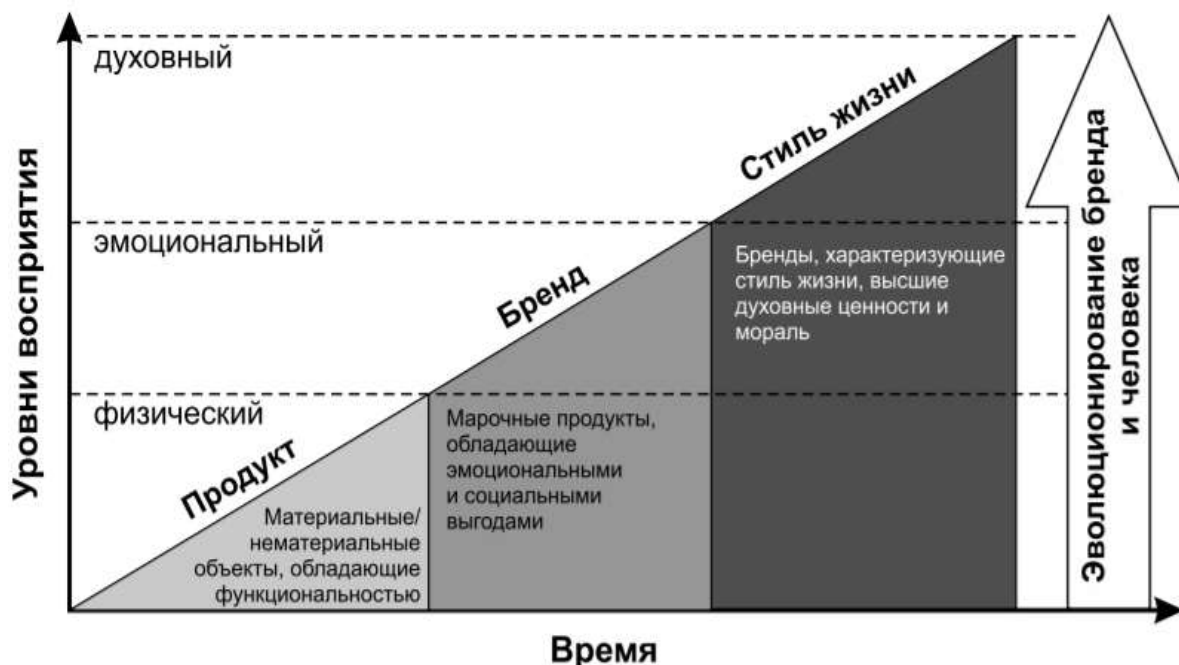 духовный
Стиль жизни
эмоциональный
Бренды, характеризующие
стиль жизни, высшие
духовные ценности и
мораль
Бренд
физический
Марочные продукты,
обладающие
эмоциональными
и социальными
выгодами
Продукт
Материальные/
нематериальные
объекты, обладающие
функциональностью
Уровни восприятия
Время
Эволюционирование бренда
и человека